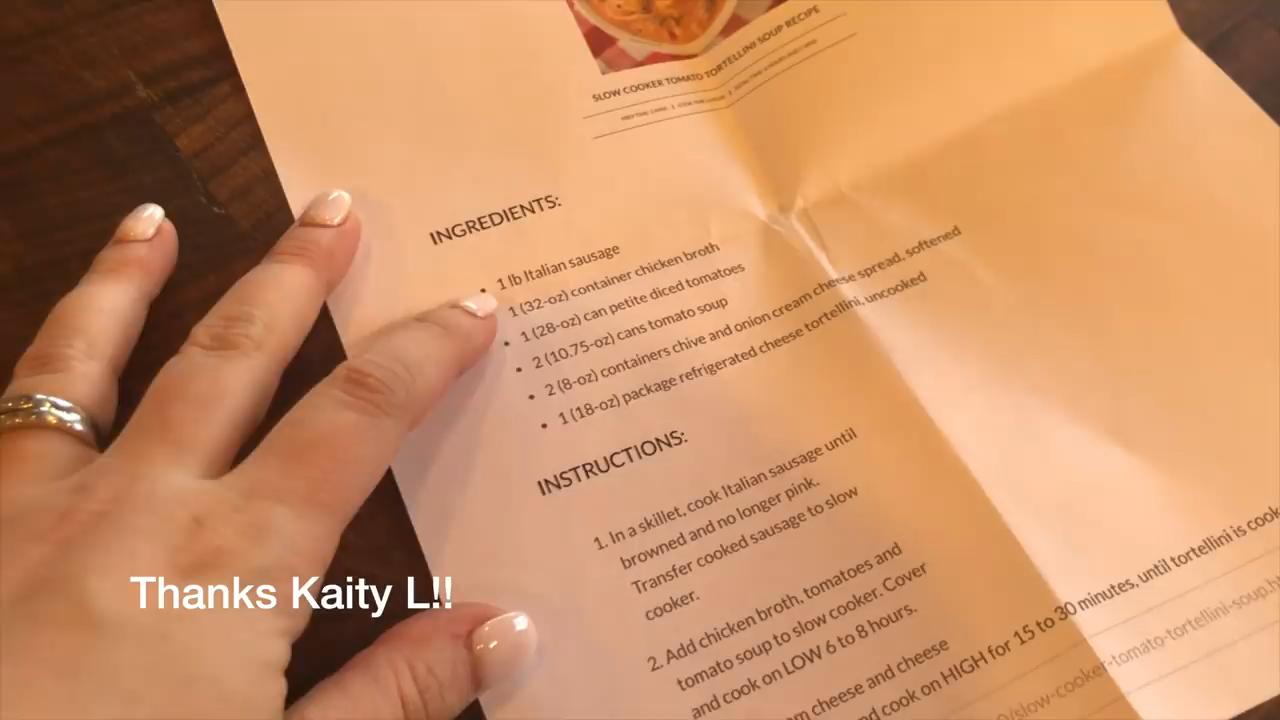 SLOW COOKER TOMATO TORTELLINI SOUP RECIPE
INGREDIENTS:
• 1 lb Italian sausage
1 (32-oz) container chicken broth
• 1 (28-oz) can petite diced tomatoes
• 2 (10.75-oz) cans tomato soup
• 2 (8-oz) containers chive and onion cream cheese spread, softened
• 1 (18-oz) package refrigerated cheese tortellini, uncooked
INSTRUCTIONS:
1. In a skillet, cook Italian sausage until
browned and no longer pink.
Transfer cooked sausage to slow
cooker.
2. Add chicken broth, tomatoes and
tomato soup to slow cooker. Cover
and cook on LOW 6 to 8 hours.
am cheese and cheese
nd cook on HIGH for 15 to 30 minutes, until tortellini is cook
0/slow-cooker-tomato-tortellini-soup.h
Thanks Kaity L!!